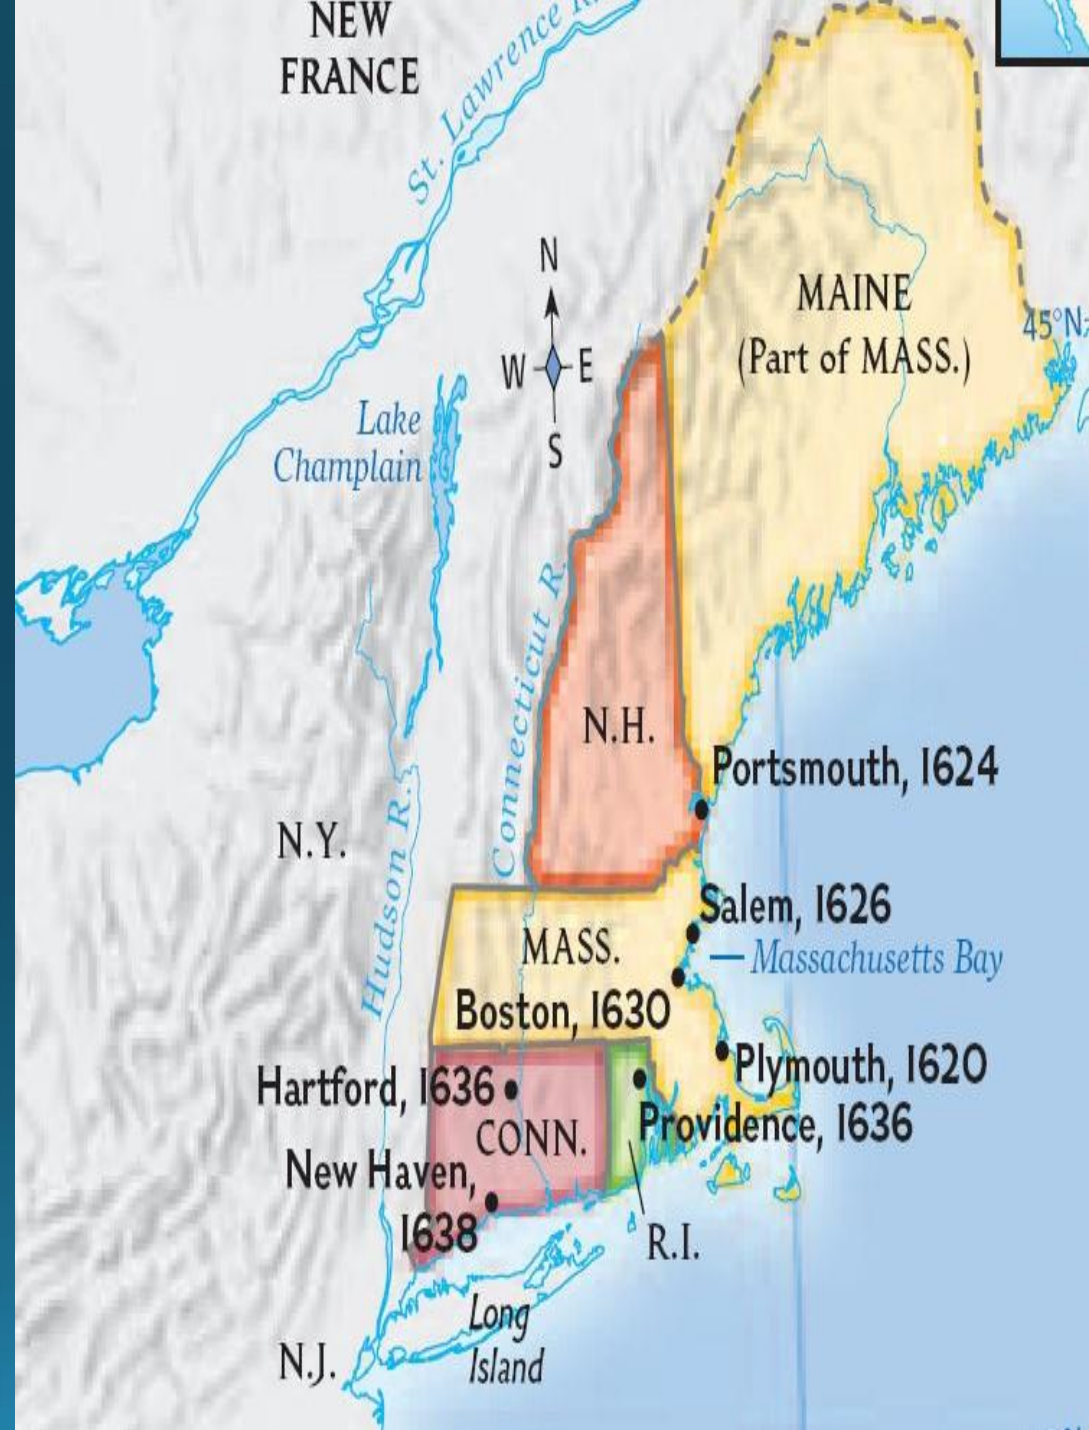 NEW
FRANCE
St. Lawrence R.
N
W E
S
MAINE
(Part of MASS.)
45°N
Lake
Champlain
Connecticut R.
N.H.
Portsmouth, 1624
N.Y.
Hudson R.
Salem, 1626
MASS.
Massachusetts Bay
Boston, 1630
Plymouth, 1620
Hartford, 1636
Providence, 1636
CONN.
New Haven,
1638
R.I.
Long
Island
N.J.